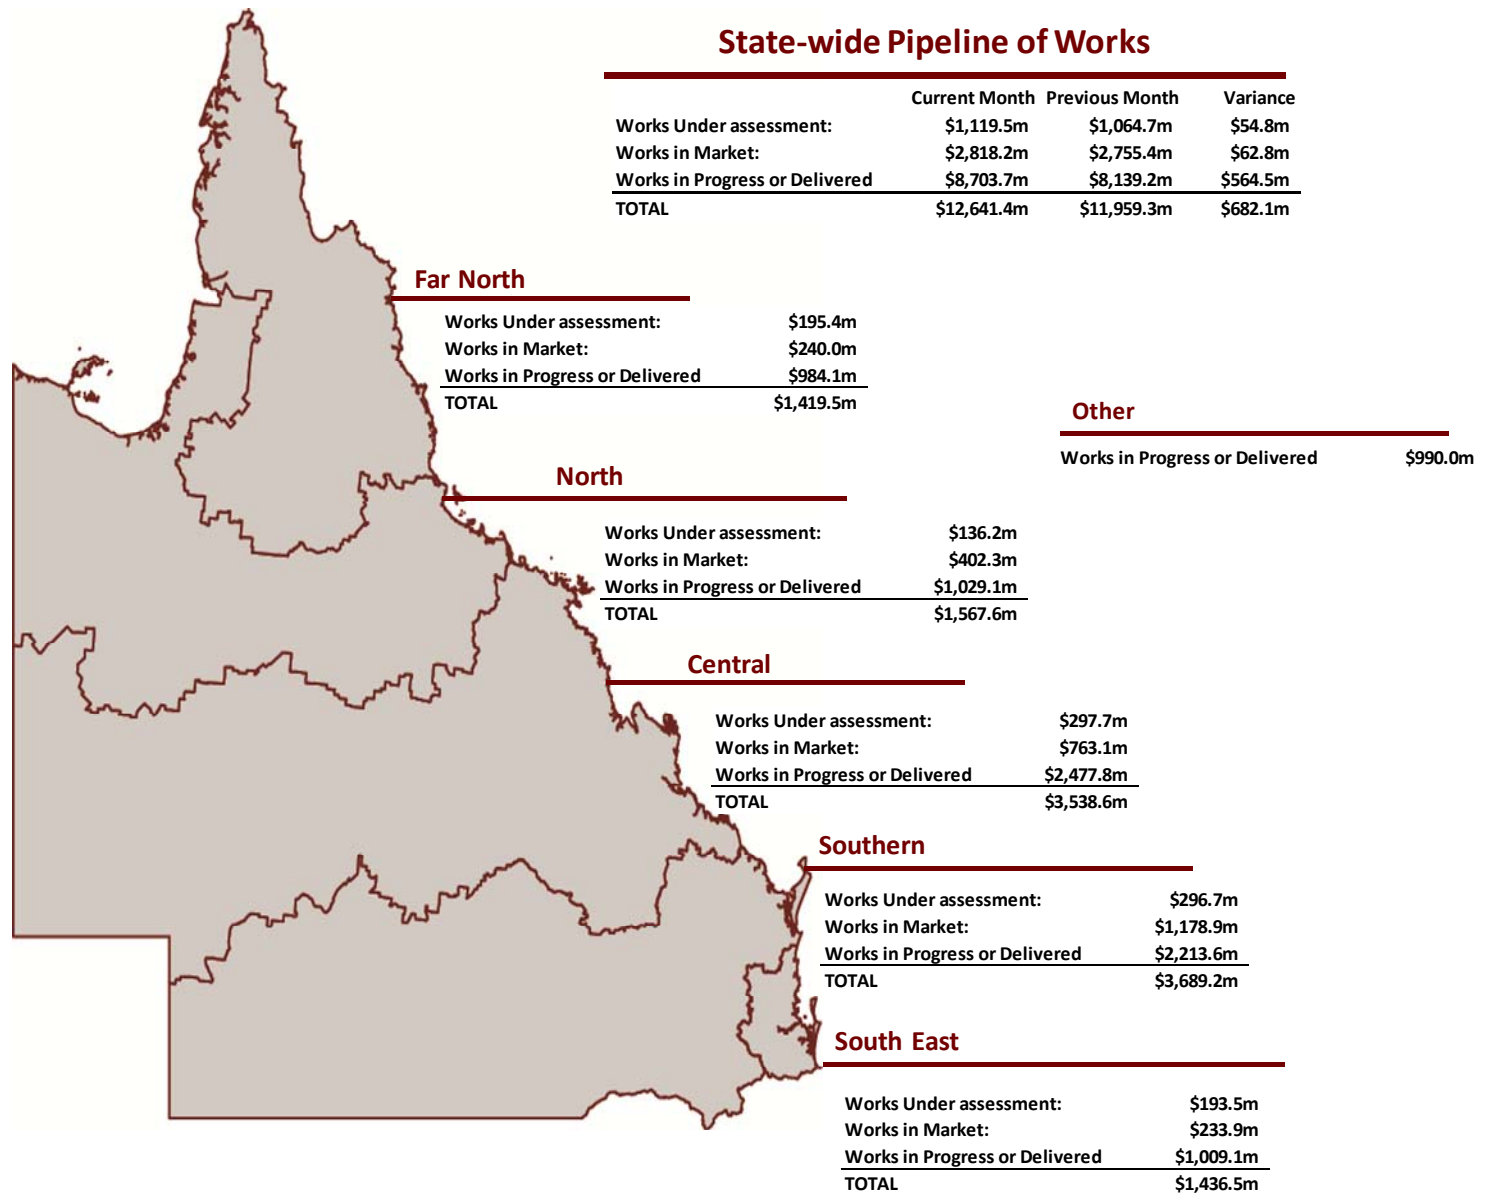 State-wide Pipeline of Works
Current Month Previous Month Variance
Works Under assessment: $1,119.5m $1,064.7m $54.8m
Works in Market: $2,818.2m $2,755.4m $62.8m
Works in Progress or Delivered $8,703.7m $8,139.2m $564.5m
TOTAL $12,641.4m $11,959.3m $682.1m
Far North
Works Under assessment: $195.4m
Works in Market: $240.0m
Works in Progress or Delivered $984.1m
TOTAL $1,419.5m
Other
Works in Progress or Delivered $990.0m
North
Works Under assessment: $136.2m
Works in Market: $402.3m
Works in Progress or Delivered $1,029.1m
TOTAL $1,567.6m
Central
Works Under assessment: $297.7m
Works in Market: $763.1m
Works in Progress or Delivered $2,477.8m
TOTAL $3,538.6m
Southern
Works Under assessment: $296.7m
Works in Market: $1,178.9m
Works in Progress or Delivered $2,213.6m
TOTAL $3,689.2m
South East
Works Under assessment: $193.5m
Works in Market: $233.9m
Works in Progress or Delivered $1,009.1m
TOTAL $1,436.5m